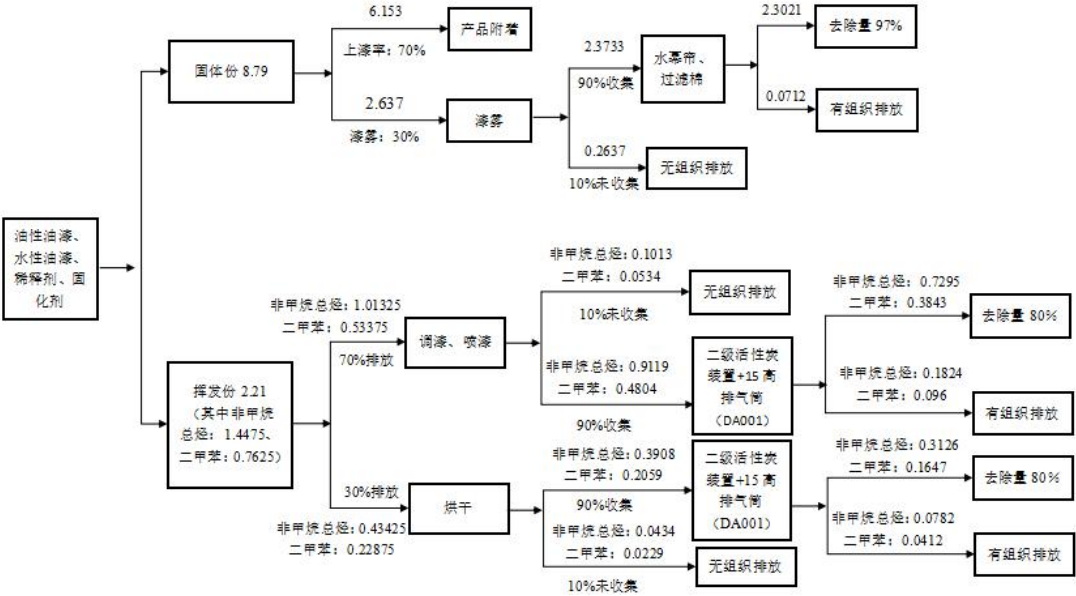 油性油漆、
水性油漆、
稀释剂、固
化剂
固体份 8.79
6.153
上漆率：70%
产品附着
2.637
漆雾：30%
漆雾
2.3733
90%收集
水幕帘、
过滤棉
2.3021
去除量 97%
0.0712
有组织排放
0.2637
10%未收集
无组织排放
挥发份 2.21
（其中非甲烷
总烃：1.4475、
二甲苯：0.7625）
非甲烷总烃：1.01325
二甲苯：0.53375
70%排放
调漆、喷漆
非甲烷总烃：0.1013
二甲苯：0.0534
10%未收集
无组织排放
非甲烷总烃：0.9119
二甲苯：0.4804
90%收集
二级活性炭
装置+15 高
排气筒
（DA001）
非甲烷总烃：0.7295
二甲苯：0.3843
去除量 80%
非甲烷总烃：0.1824
二甲苯：0.096
有组织排放
30%排放
非甲烷总烃：0.43425
二甲苯：0.22875
烘干
非甲烷总烃：0.3908
二甲苯：0.2059
90%收集
二级活性炭
装置+15 高
排气筒
（DA001）
非甲烷总烃：0.3126
二甲苯：0.1647
去除量 80%
非甲烷总烃：0.0782
二甲苯：0.0412
有组织排放
非甲烷总烃：0.0434
二甲苯：0.0229
10%未收集
无组织排放